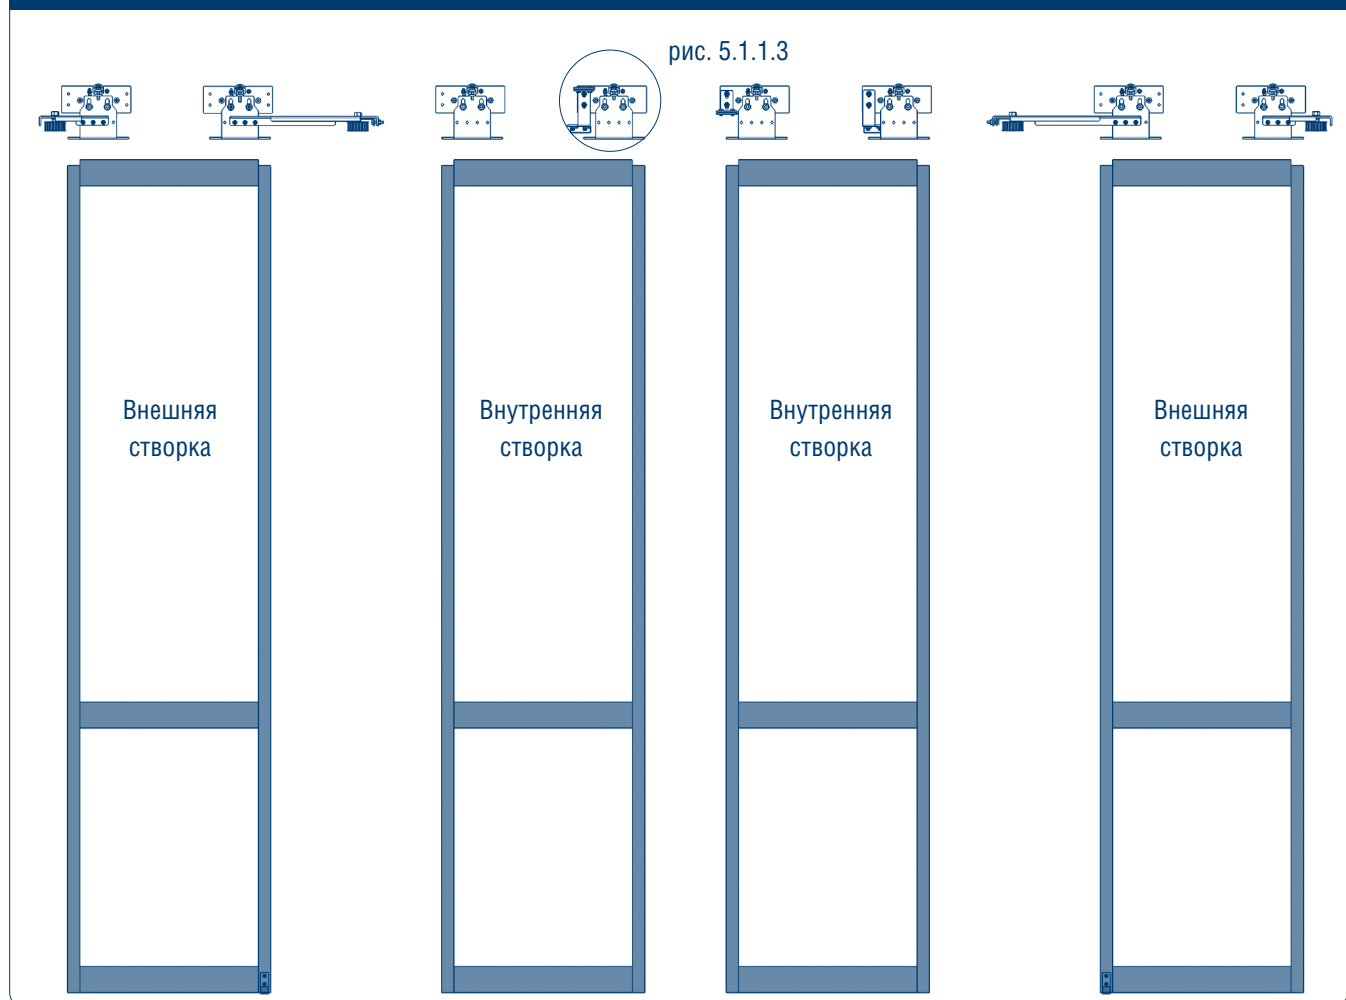 рис. 5.1.1.3
Внешняя
створка
Внутренняя
створка
Внутренняя
створка
Внешняя
створка